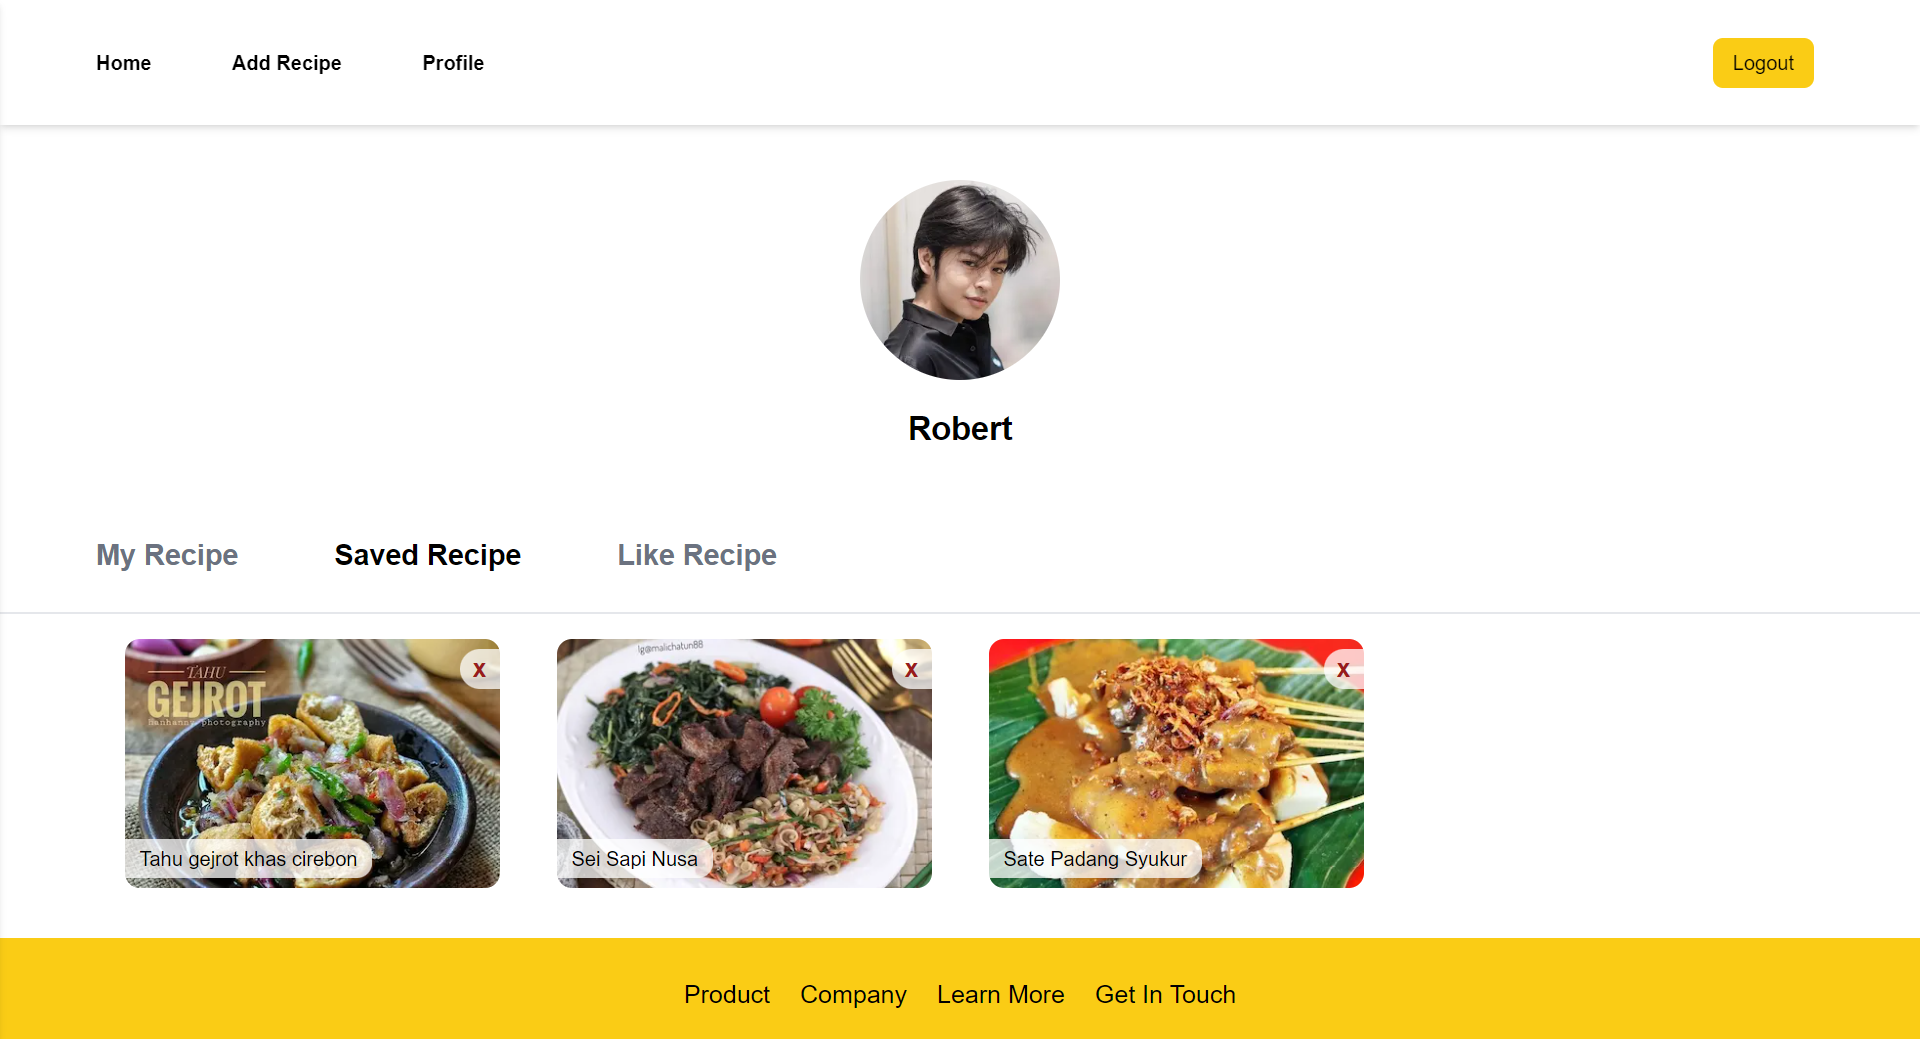 Home Add Recipe Profile Logout
Robert
My Recipe Saved Recipe Like Recipe
TAHU
GEJROT
photography
x
Tahu gejrot khas cirebon
Ig@malichatun88
x
Sei Sapi Nusa
x
Sate Padang Syukur
Product Company Learn More Get In Touch